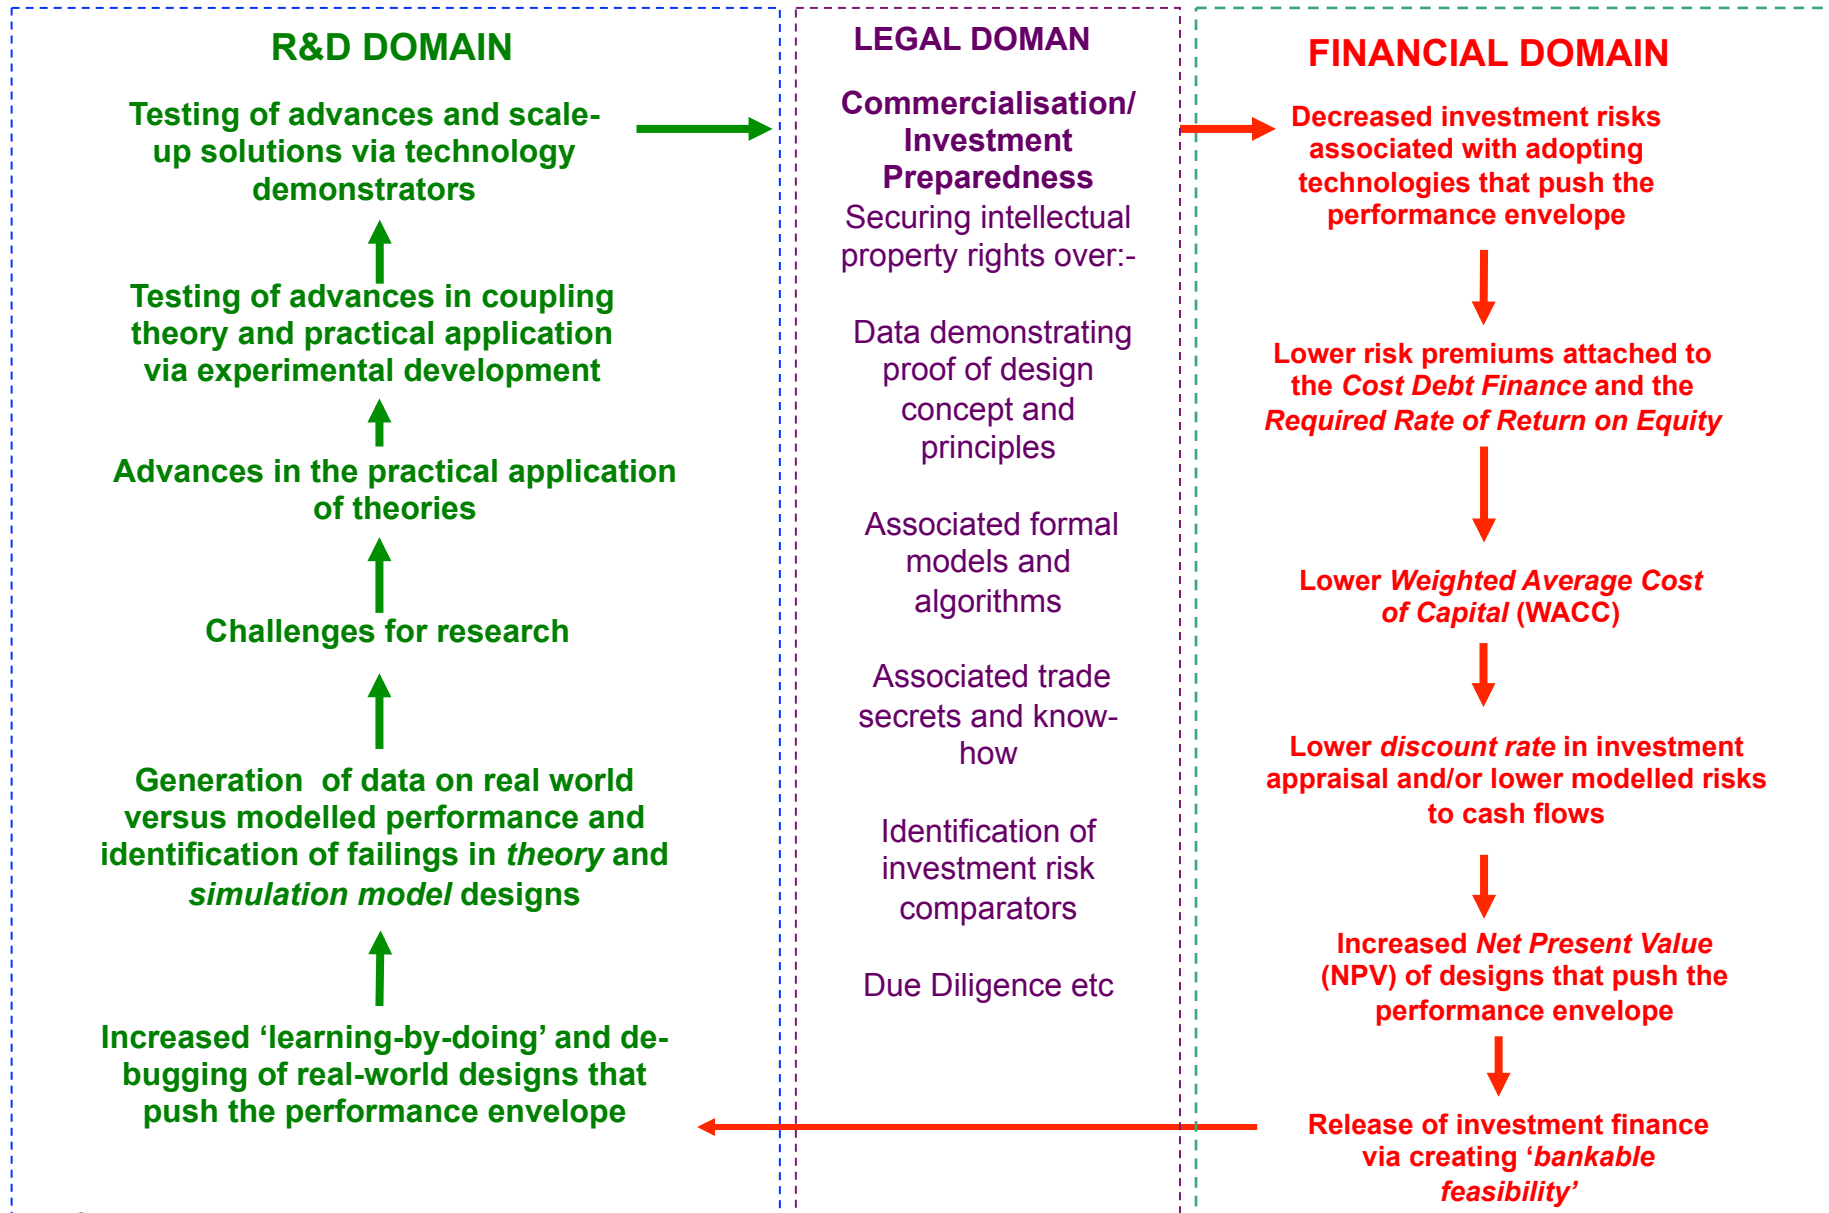 R&D DOMAIN
Testing of advances and scale-
up solutions via technology
demonstrators
Testing of advances in coupling
theory and practical application
via experimental development
Advances in the practical application
of theories
Challenges for research
Generation  of data on real world
versus modelled performance and
identification of failings in theory and
simulation model designs
Increased ‘learning-by-doing’ and de-
bugging of real-world designs that
push the performance envelope
LEGAL DOMAN
Commercialisation/
Investment
Preparedness
Securing intellectual
property rights over:-
Data demonstrating
proof of design
concept and
principles
Associated formal
models and
algorithms
Associated trade
secrets and know-
how
Identification of
investment risk
comparators
Due Diligence etc
FINANCIAL DOMAIN
Decreased investment risks
associated with adopting
technologies that push the
performance envelope
Lower risk premiums attached to
the Cost Debt Finance and the
Required Rate of Return on Equity
Lower Weighted Average Cost
of Capital (WACC)
Lower discount rate in investment
appraisal and/or lower modelled risks
to cash flows
Increased Net Present Value
(NPV) of designs that push the
performance envelope
Release of investment finance
via creating ‘bankable
feasibility’